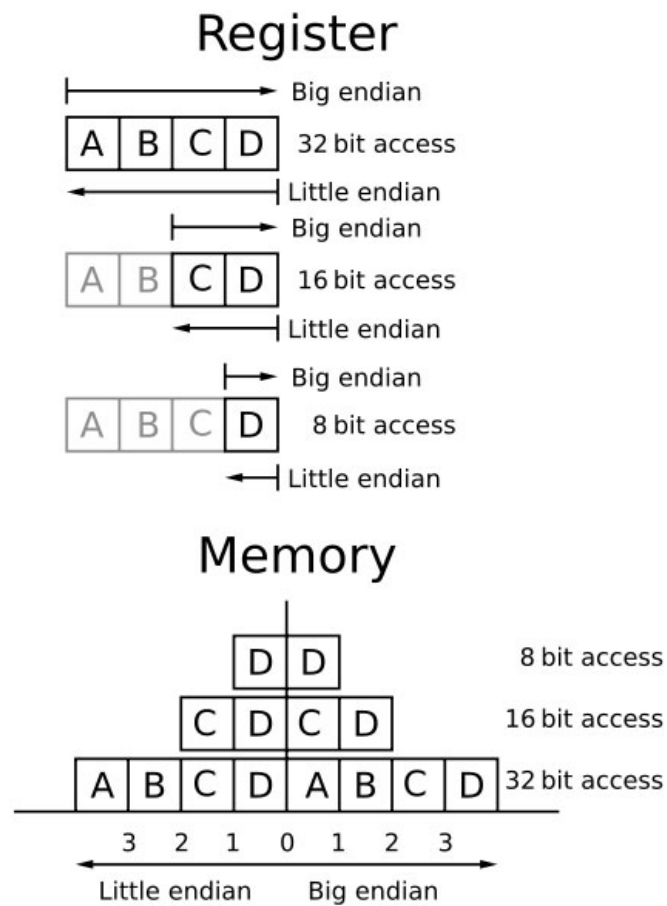 Register
Big endian
A B C D 32 bit access
Little endian
Big endian
A B C D 16 bit access
Little endian
Big endian
A B C D 8 bit access
Little endian
Memory
D D 8 bit access
C D C D 16 bit access
A B C D A B C D 32 bit access
3 2 1 0 1 2 3
Little endian Big endian